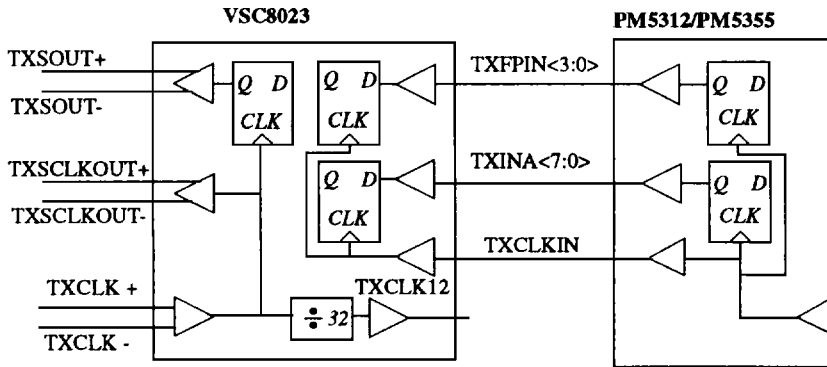 VSC8023
PM5312/PM5355
TXSOUT+
TXSOUT-
TXFPIN<3:0>
Q D
CLK
Q D
CLK
Q D
CLK
TXSCLKOUT+
TXSCLKOUT-
TXINA<7:0>
Q D
CLK
Q D
CLK
TXCLKIN
TXCLK +
TXCLK -
÷ 32
TXCLK12